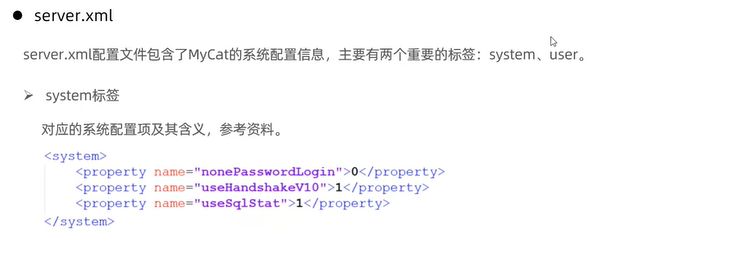 ● server.xml
server.xml配置文件包含了MyCat的系统配置信息，主要有两个重要的标签：system、user。
➢ system标签
对应的系统配置项及其含义，参考资料。
<system>
<property name="nonePasswordLogin">0</property>
<property name="useHandshakeV10">1</property>
<property name="useSqlStat">1</property>
</system>